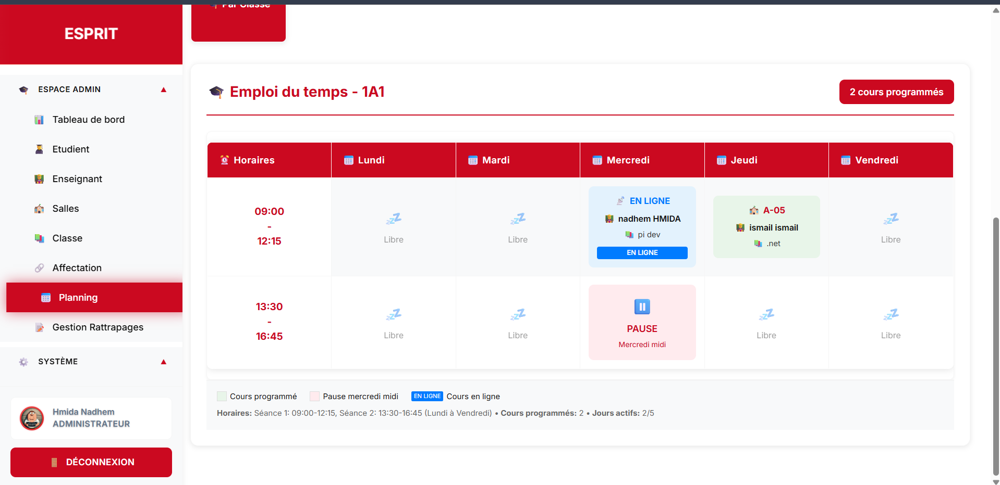 Par Classe
ESPRIT
ESPACE ADMIN
Tableau de bord
Etudient
Enseignant
Salles
Classe
Affectation
Planning
Gestion Rattrapages
SYSTÈME
Hmida Nadhem
ADMINISTRATEUR
DÉCONNEXION
Emploi du temps - 1A1
2 cours programmés
Horaires Lundi Mardi Mercredi Jeudi Vendredi
09:00
-
12:15
Libre
Libre
EN LIGNE
nadhem HMIDA
pi dev
EN LIGNE
A-05
ismail ismail
.net
Libre
13:30
-
16:45
Libre
Libre
PAUSE
Mercredi midi
Libre
Libre
Cours programmé Pause mercredi midi EN LIGNE Cours en ligne
Horaires: Séance 1: 09:00-12:15, Séance 2: 13:30-16:45 (Lundi à Vendredi) • Cours programmés: 2 • Jours actifs: 2/5